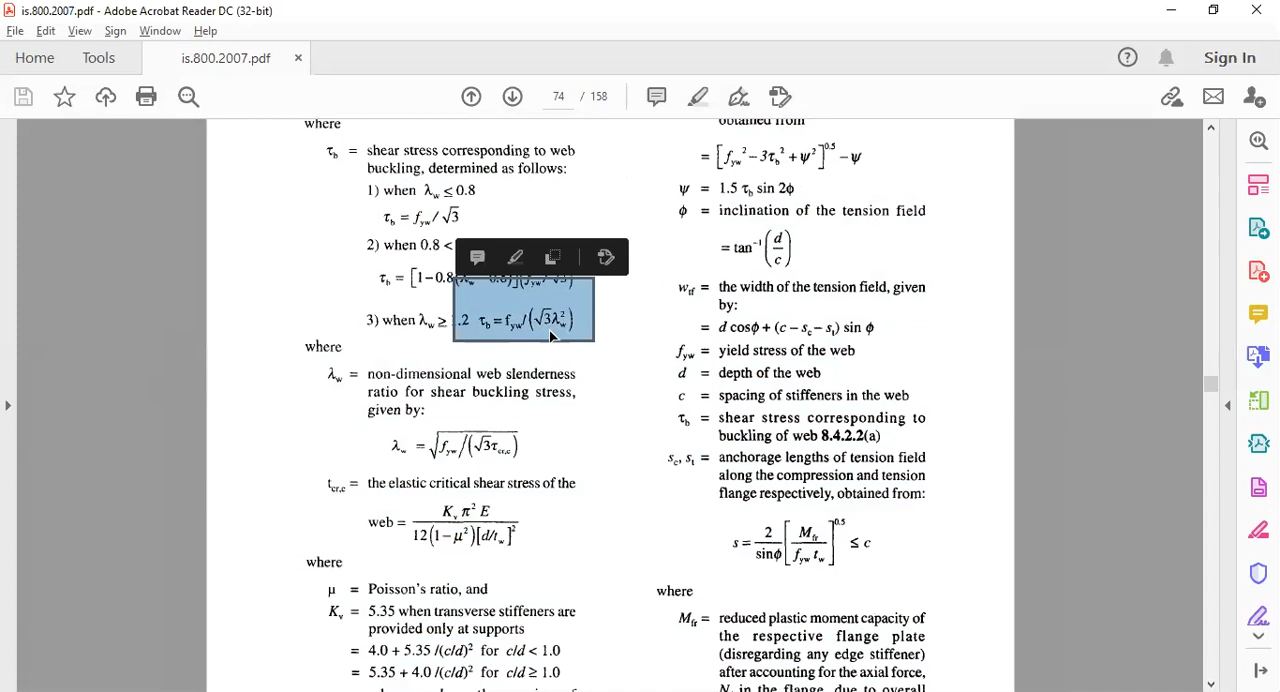 is.800.2007.pdf - Adobe Acrobat Reader DC (32-bit)
File Edit View Sign Window Help
Home Tools is.800.2007.pdf × Sign In
74 / 158
where
τb = shear stress corresponding to web
buckling, determined as follows:
1) when λw ≤ 0.8
τb = fyw / √3
2) when 0.8 <
τb = [1−0.8
3) when λw ≥ .2 τb = fyw/(√3λw²)
where
λw = non-dimensional web slenderness
ratio for shear buckling stress,
given by:
λw = √fyw/(√3τcr,c)
tcr,c = the elastic critical shear stress of the
web = Kv π² E / 12(1−μ²)[d/tw]²
where
μ = Poisson's ratio, and
Kv = 5.35 when transverse stiffeners are
provided only at supports
= 4.0 + 5.35 /(c/d)² for c/d < 1.0
= 5.35 + 4.0 /(c/d)² for c/d ≥ 1.0
obtained from
= [fyw² − 3τb² + ψ²]^0.5 − ψ
ψ = 1.5 τb sin 2φ
φ = inclination of the tension field
= tan⁻¹(d/c)
wtf = the width of the tension field, given
by:
= d cosφ + (c − sc − st) sin φ
fyw = yield stress of the web
d = depth of the web
c = spacing of stiffeners in the web
τb = shear stress corresponding to
buckling of web 8.4.2.2(a)
sc, st = anchorage lengths of tension field
along the compression and tension
flange respectively, obtained from:
s = 2/sinφ [Mfr / fyw tw]^0.5 ≤ c
where
Mfr = reduced plastic moment capacity of
the respective flange plate
(disregarding any edge stiffener)
after accounting for the axial force,
in the flange, due to overall